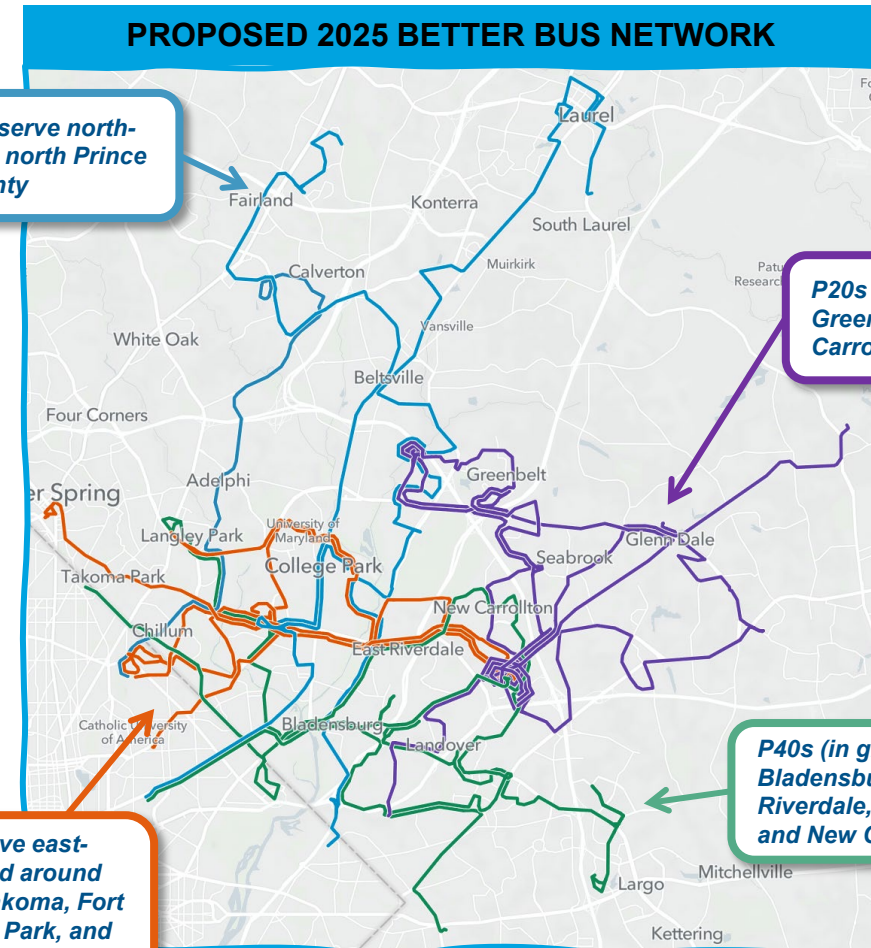 PROPOSED 2025 BETTER BUS NETWORK
serve north-
north Prince
nty
Laurel
Fairland
Konterra
South Laurel
Calverton
Muirkirk
Patu
Research
P20s
Green
Carro
White Oak
Vansville
Beltsville
Four Corners
Adelphi
Greenbelt
er Spring
Langley Park
University of
Maryland
College Park
Seabrook
Glenn Dale
Takoma Park
New Carrollton
Chillum
East Riverdale
Catholic University
of America
Bladensburg
Landover
P40s (in g
Bladensbu
Riverdale,
and New C
ve east-
d around
koma, Fort
Park, and
Largo
Mitchellville
Kettering